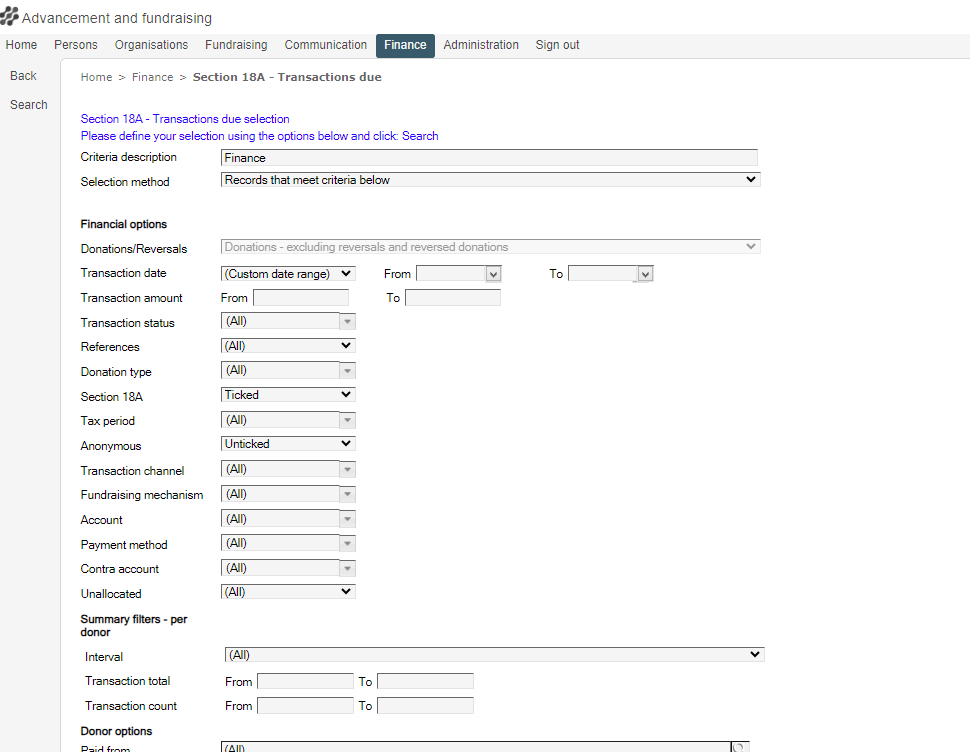 Advancement and fundraising
Home Persons Organisations Fundraising Communication Finance Administration Sign out
Back
Search
Home > Finance > Section 18A - Transactions due
Section 18A - Transactions due selection
Please define your selection using the options below and click: Search
Criteria description Finance
Selection method Records that meet criteria below
Financial options
Donations/Reversals Donations - excluding reversals and reversed donations
Transaction date (Custom date range) From To
Transaction amount From To
Transaction status (All)
References (All)
Donation type (All)
Section 18A Ticked
Tax period (All)
Anonymous Unticked
Transaction channel (All)
Fundraising mechanism (All)
Account (All)
Payment method (All)
Contra account (All)
Unallocated (All)
Summary filters - per
donor
Interval (All)
Transaction total From To
Transaction count From To
Donor options
Paid from (All)